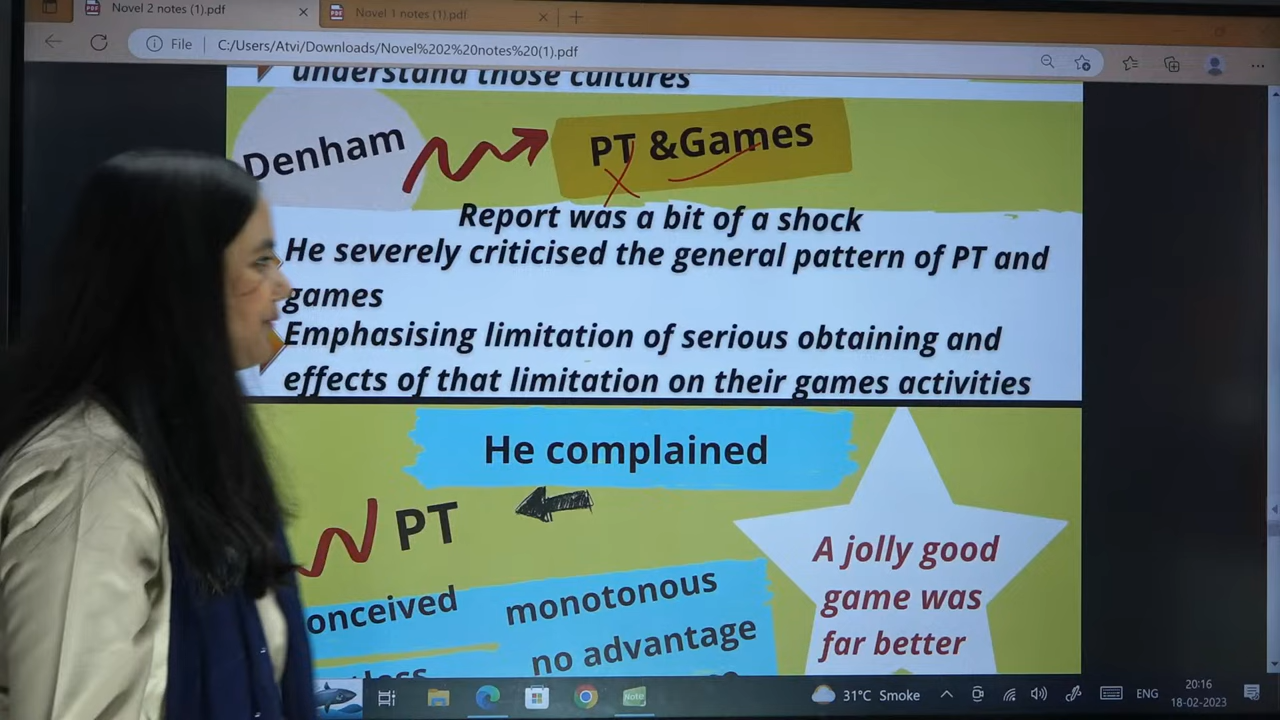 Novel 2 notes (1).pdf
Novel 1 notes (1).pdf
File
C:/Users/Atvi/Downloads/Novel%202%20notes%20(1).pdf
understand those cultures
Denham
PT &Games
Report was a bit of a shock
He severely criticised the general pattern of PT and
games
Emphasising limitation of serious obtaining and
effects of that limitation on their games activities
He complained
PT
A jolly good
game was
far better
onceived
monotonous
no advantage
31°C Smoke
ENG
20:16
18-02-2023
Note